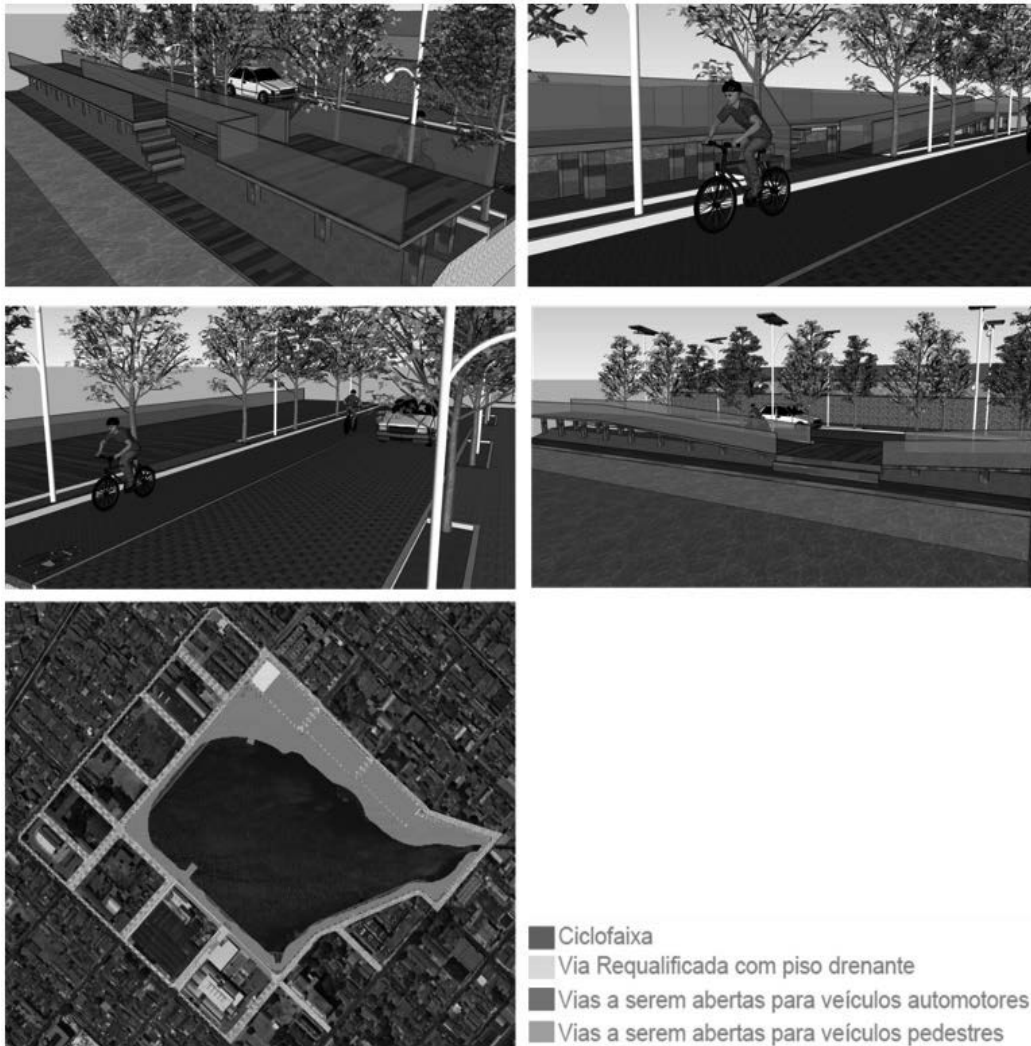 Ciclofaixa
Via Requalificada com piso drenante
Vias a serem abertas para veículos automotores
Vias a serem abertas para veículos pedestres